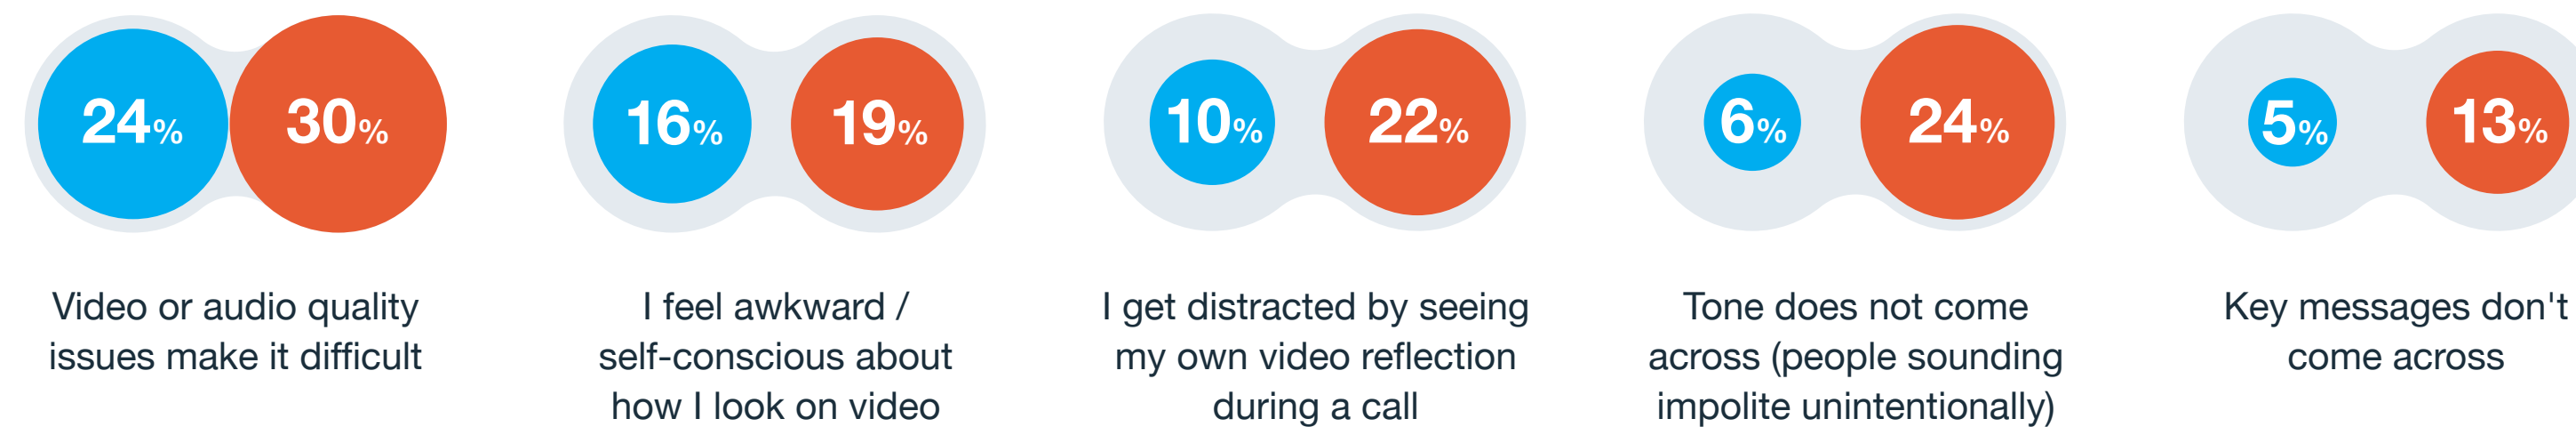 24% 30%
16% 19%
10% 22%
6% 24%
5% 13%
Video or audio quality
issues make it difficult
I feel awkward /
self-conscious about
how I look on video
I get distracted by seeing
my own video reflection
during a call
Tone does not come
across (people sounding
impolite unintentionally)
Key messages don't
come across